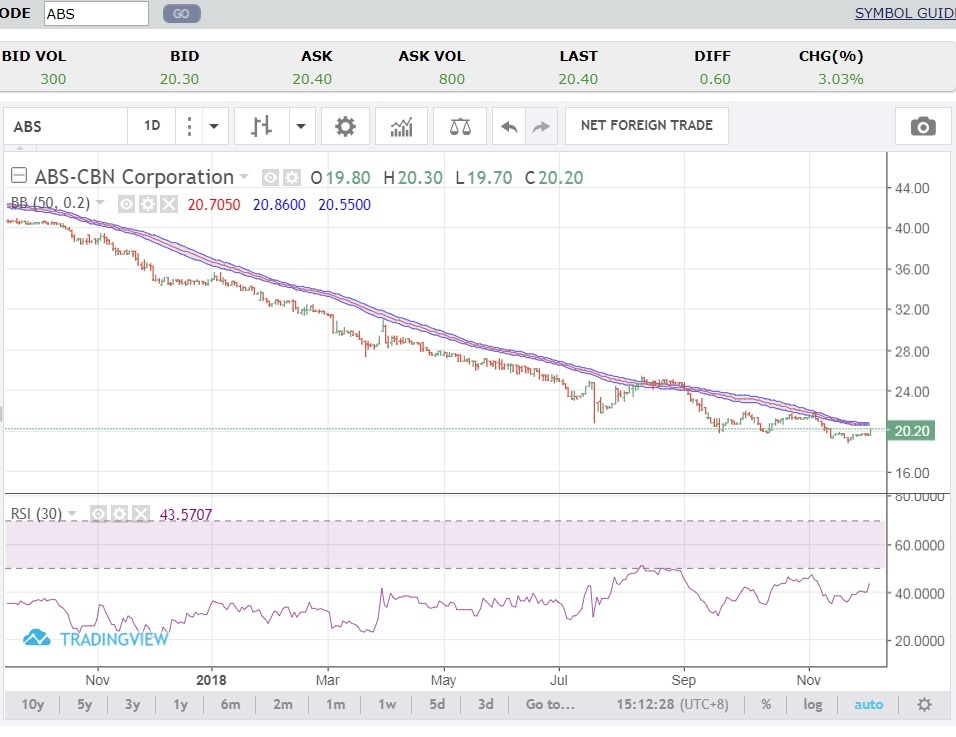 ODE ABS GO SYMBOL GUID
BID VOL BID ASK ASK VOL LAST DIFF CHG(%)
300 20.30 20.40 800 20.40 0.60 3.03%
ABS 1D NET FOREIGN TRADE
ABS-CBN Corporation O 19.80 H 20.30 L 19.70 C 20.20
BB (50, 0.2) 20.7050 20.8600 20.5500
44.00
40.00
36.00
32.00
28.00
24.00
20.20
16.00
80.0000
RSI (30) 43.5707
60.0000
40.0000
20.0000
TRADINGVIEW
Nov 2018 Mar May Jul Sep Nov
10y 5y 3y 1y 6m 2m 1m 1w 5d 3d Go to... 15:12:28 (UTC+8) % log auto